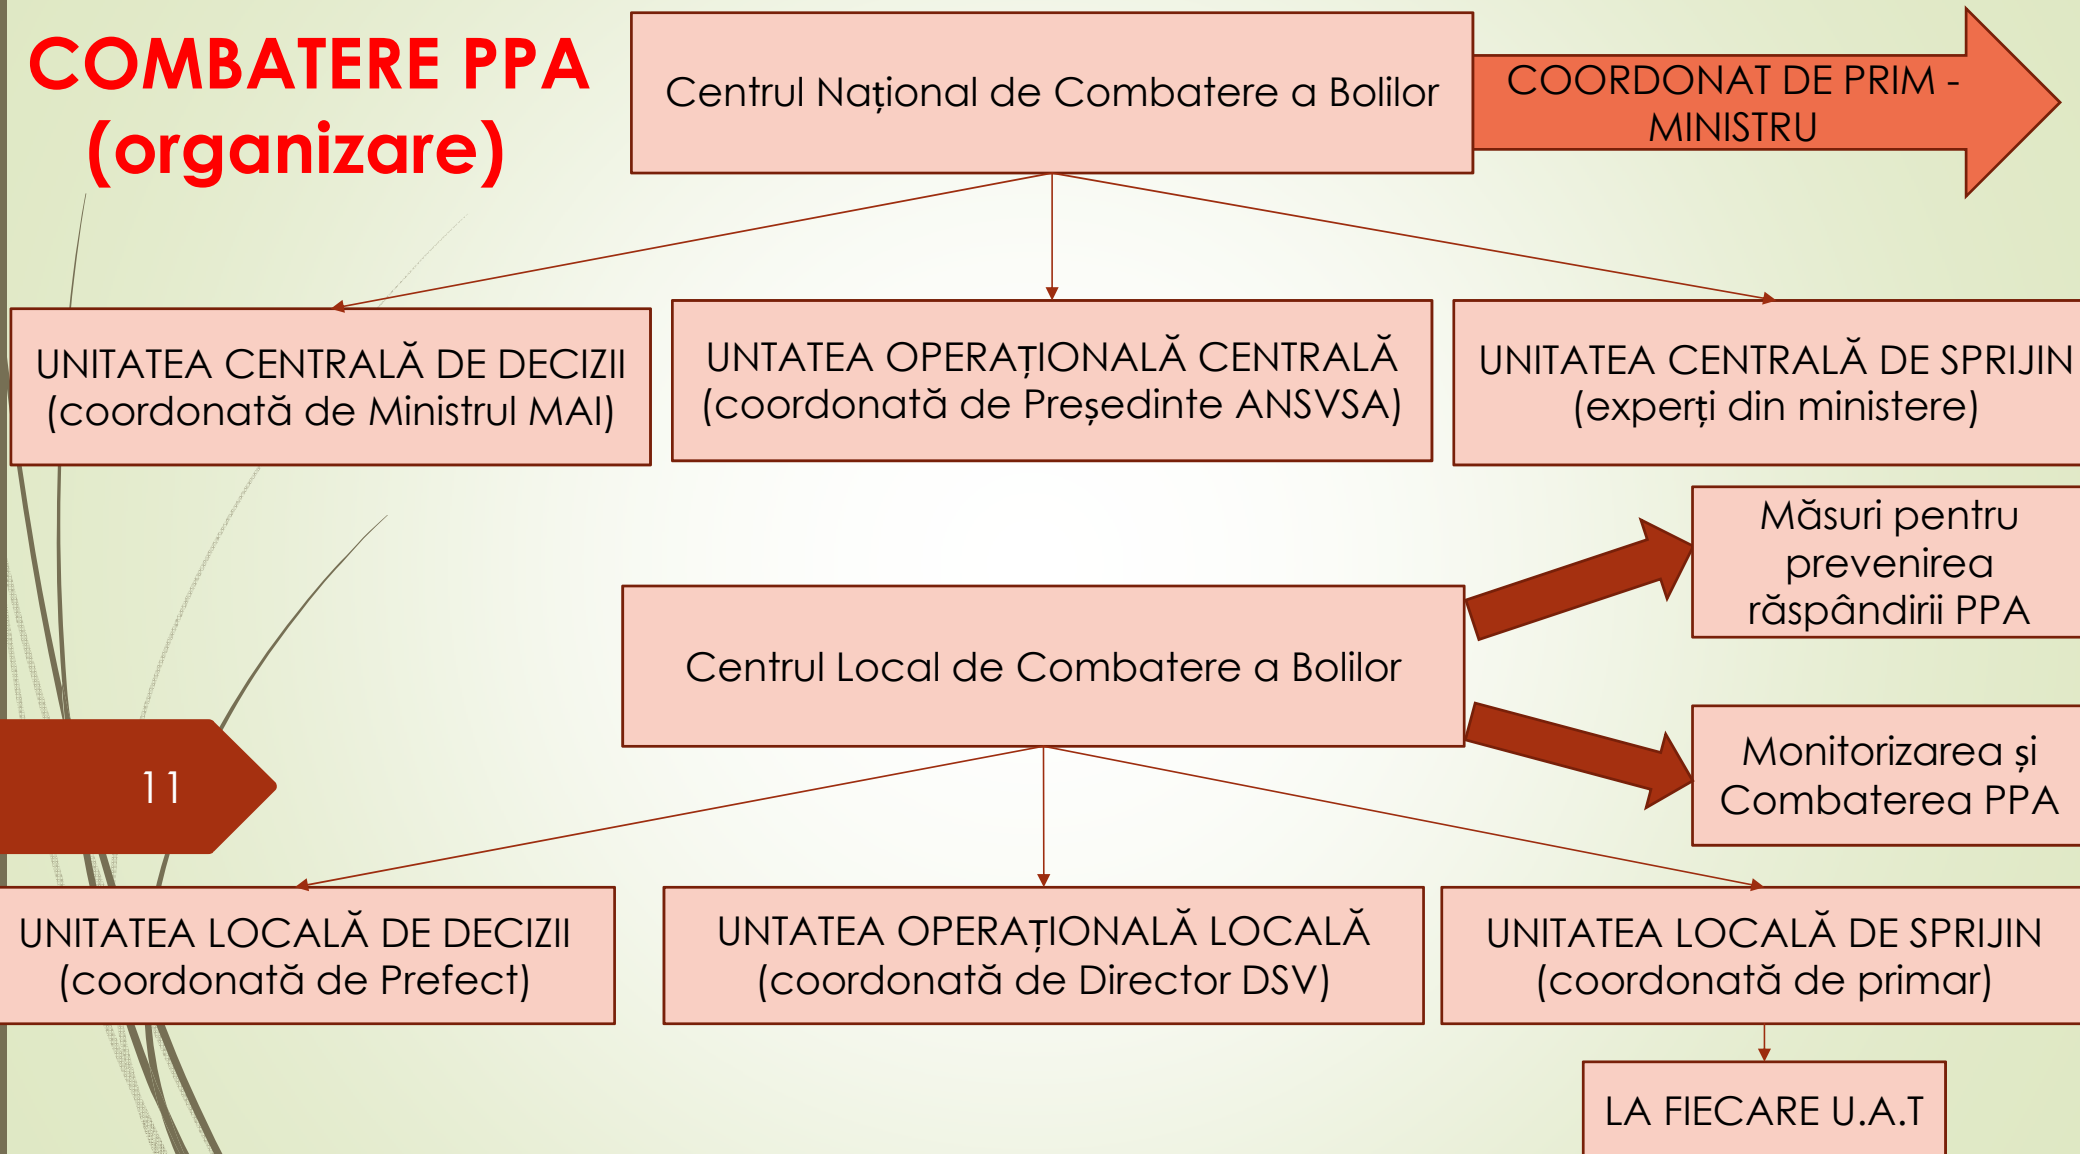 COMBATERE PPA
(organizare)
Centrul Național de Combatere a Bolilor
COORDONAT DE PRIM -
MINISTRU
UNITATEA CENTRALĂ DE DECIZII
(coordonată de Ministrul MAI)
UNTATEA OPERAȚIONALĂ CENTRALĂ
(coordonată de Președinte ANSVSA)
UNITATEA CENTRALĂ DE SPRIJIN
(experți din ministere)
Măsuri pentru
prevenirea
răspândirii PPA
Centrul Local de Combatere a Bolilor
Monitorizarea și
Combaterea PPA
11
UNITATEA LOCALĂ DE DECIZII
(coordonată de Prefect)
UNTATEA OPERAȚIONALĂ LOCALĂ
(coordonată de Director DSV)
UNITATEA LOCALĂ DE SPRIJIN
(coordonată de primar)
LA FIECARE U.A.T